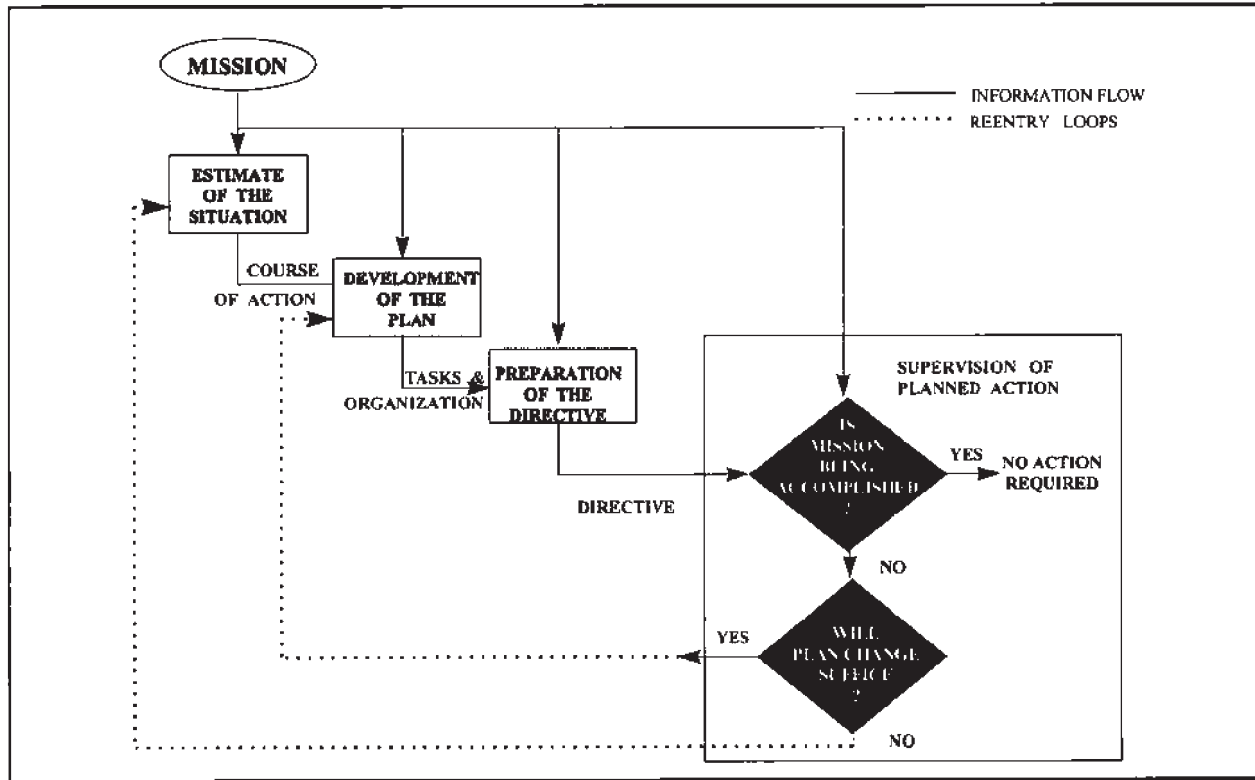 MISSION
INFORMATION FLOW
REENTRY LOOPS
ESTIMATE
OF THE
SITUATION
COURSE
OF ACTION
DEVELOPMENT
OF THE
PLAN
TASKS &
ORGANIZATION
PREPARATION
OF THE
DIRECTIVE
DIRECTIVE
SUPERVISION OF
PLANNED ACTION
IS
MISSION
BEING
ACCOMPLISHED
?
YES
NO ACTION
REQUIRED
NO
WILL
PLAN CHANGE
SUFFICE
?
YES
NO